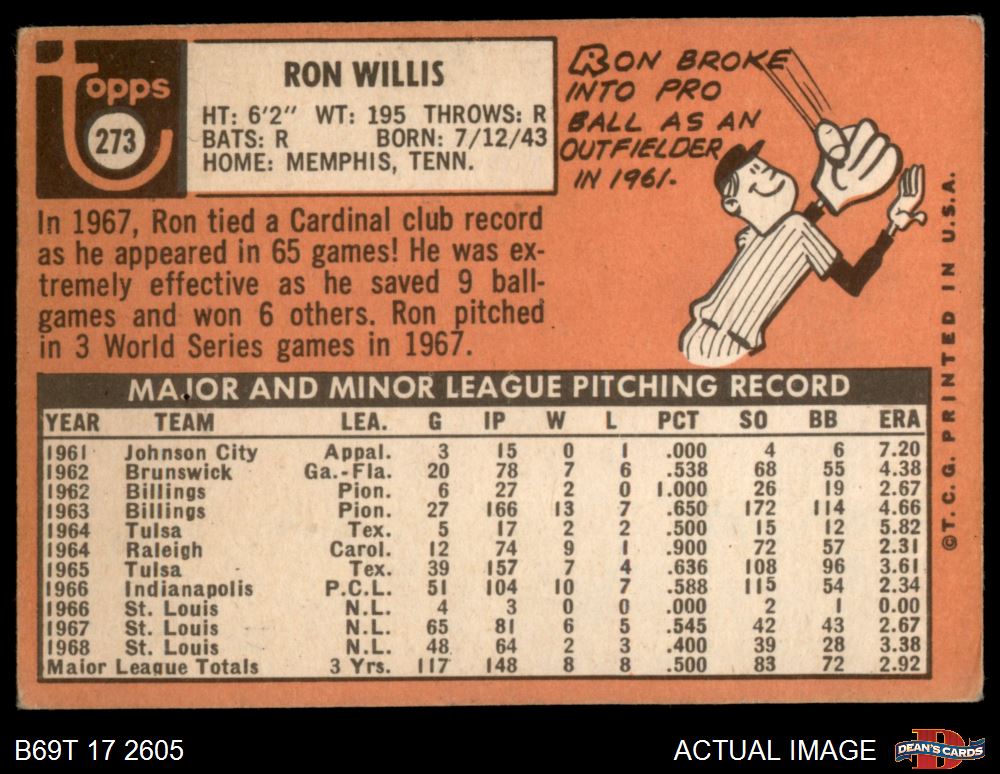 topps
273
RON WILLIS
HT: 6'2" WT: 195 THROWS: R
BATS: R BORN: 7/12/43
HOME: MEMPHIS, TENN.
RON BROKE
INTO PRO
BALL AS AN
OUTFIELDER
IN 1961.
In 1967, Ron tied a Cardinal club record
as he appeared in 65 games! He was ex-
tremely effective as he saved 9 ball-
games and won 6 others. Ron pitched
in 3 World Series games in 1967.
MAJOR AND MINOR LEAGUE PITCHING RECORD
YEAR TEAM LEA. G IP W L PCT SO BB ERA
1961 Johnson City Appal. 3 15 0 1 .000 4 6 7.20
1962 Brunswick Ga.-Fla. 20 78 7 6 .538 68 55 4.38
1962 Billings Pion. 6 27 2 0 1.000 26 19 2.67
1963 Billings Pion. 27 166 13 7 .650 172 114 4.66
1964 Tulsa Tex. 5 17 2 2 .500 15 12 5.82
1964 Raleigh Carol. 12 74 9 1 .900 72 57 2.31
1965 Tulsa Tex. 39 157 7 4 .636 108 96 3.61
1966 Indianapolis P.C.L. 51 104 10 7 .588 115 54 2.34
1966 St. Louis N.L. 4 3 0 0 .000 2 1 0.00
1967 St. Louis N.L. 65 81 6 5 .545 42 43 2.67
1968 St. Louis N.L. 48 64 2 3 .400 39 28 3.38
Major League Totals 3 Yrs. 117 148 8 8 .500 83 72 2.92
©T. C. G. PRINTED IN U.S.A.
B69T 17 2605
ACTUAL IMAGE
DEAN'S CARDS